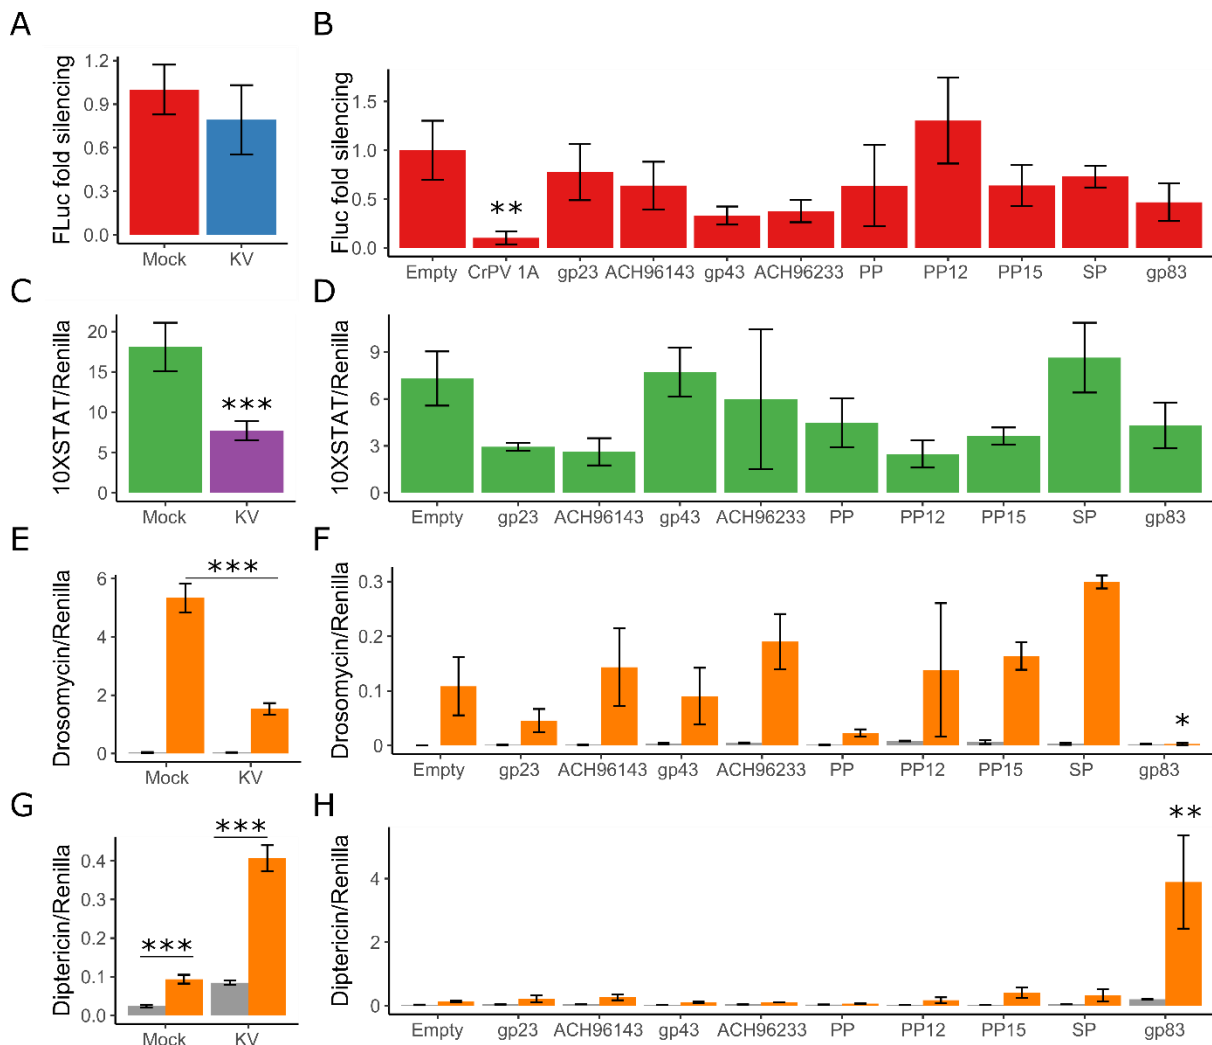 A
FLuc fold silencing
1.2
0.9
0.6
0.3
0.0
Mock KV
B
Fluc fold silencing
1.5
1.0
0.5
0.0
**
Empty CrPV 1A gp23 ACH96143 gp43 ACH96233 PP PP12 PP15 SP gp83
C
10XSTAT/Renilla
20
15
10
5
0
***
Mock KV
D
10XSTAT/Renilla
9
6
3
0
Empty gp23 ACH96143 gp43 ACH96233 PP PP12 PP15 SP gp83
E
Drosomycin/Renilla
6
4
2
0
***
Mock KV
F
Drosomycin/Renilla
0.3
0.2
0.1
0
*
Empty gp23 ACH96143 gp43 ACH96233 PP PP12 PP15 SP gp83
G
Diptericin/Renilla
0.4
0.3
0.2
0.1
0.0
***
***
Mock KV
H
Diptericin/Renilla
4
2
0
**
Empty gp23 ACH96143 gp43 ACH96233 PP PP12 PP15 SP gp83